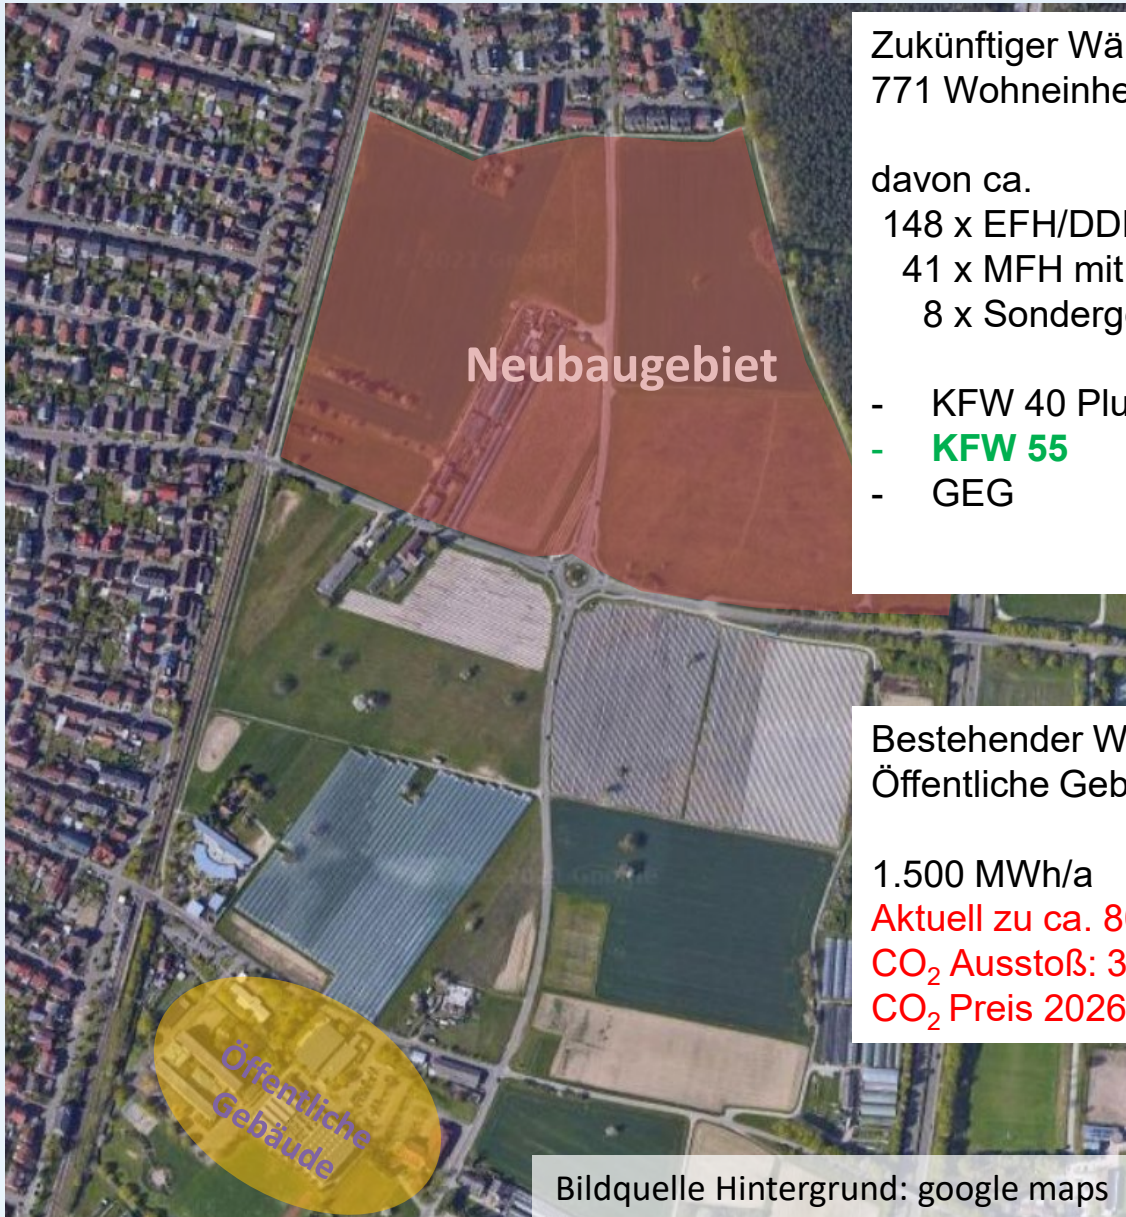 Zukünftiger Wä
771 Wohneinhe
davon ca.
148 x EFH/DD
41 x MFH mit
8 x Sonderg
- KFW 40 Plu
- KFW 55
- GEG
Neubaugebiet
Bestehender W
Öffentliche Geb
1.500 MWh/a
Aktuell zu ca. 8
CO₂ Ausstoß: 3
CO₂ Preis 2026
Öffentliche
Gebäude
Bildquelle Hintergrund: google maps